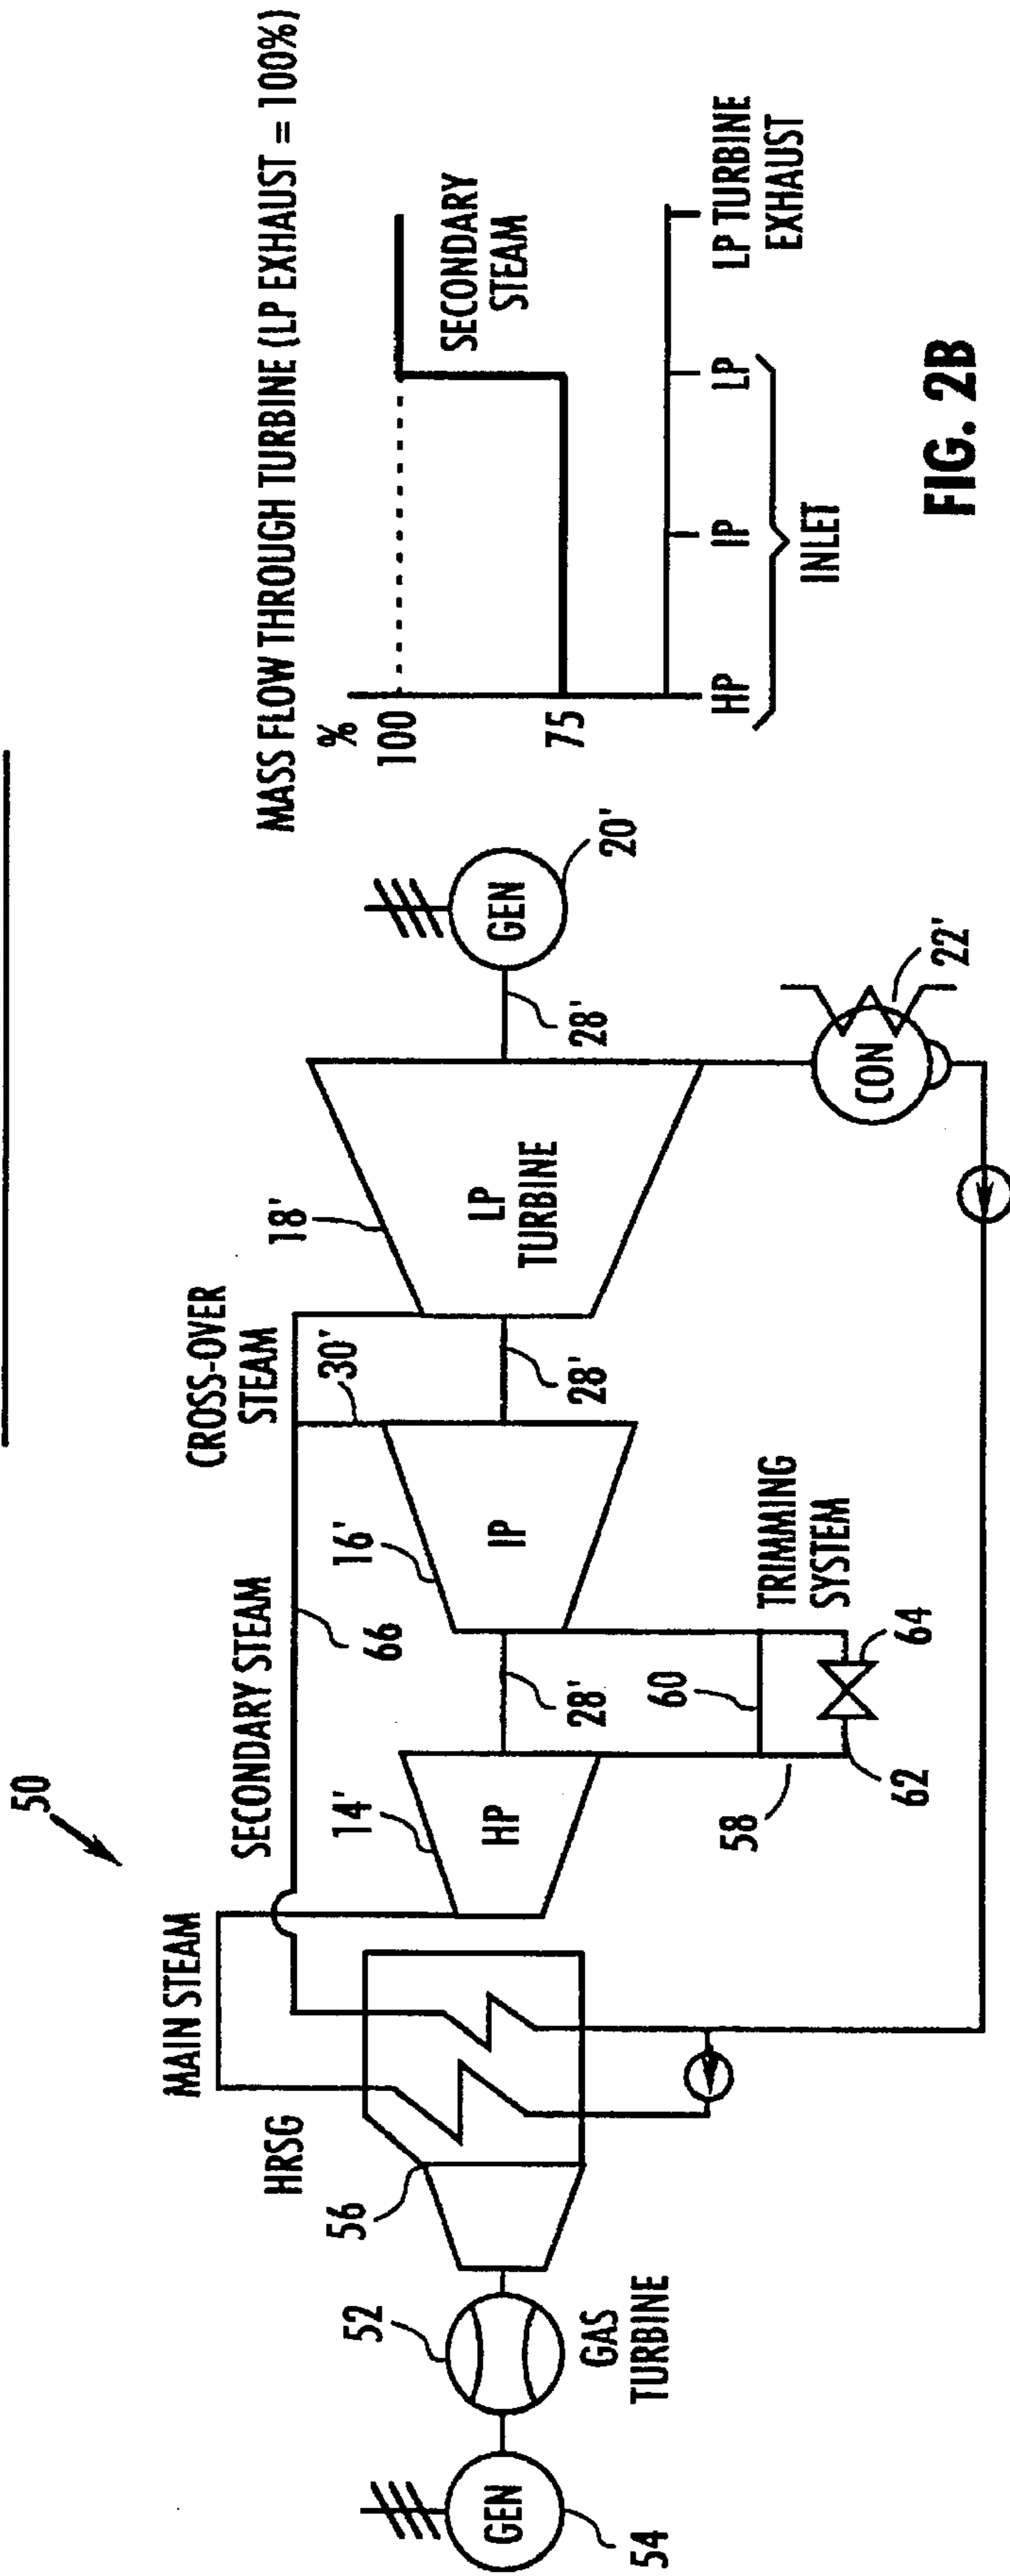 50
MAIN STEAM
SECONDARY STEAM
CROSS-OVER
STEAM
HRSG
56
52
GAS
TURBINE
GEN
54
14'
HP
28'
66
16'
IP
30'
28'
18'
LP
TURBINE
28'
GEN
20'
CON
22'
58
60
62
64
TRIMMING
SYSTEM
MASS FLOW THROUGH TURBINE (LP EXHAUST = 100%)
%
100
75
SECONDARY
STEAM
HP
IP
LP
LP TURBINE
EXHAUST
INLET
FIG. 2B